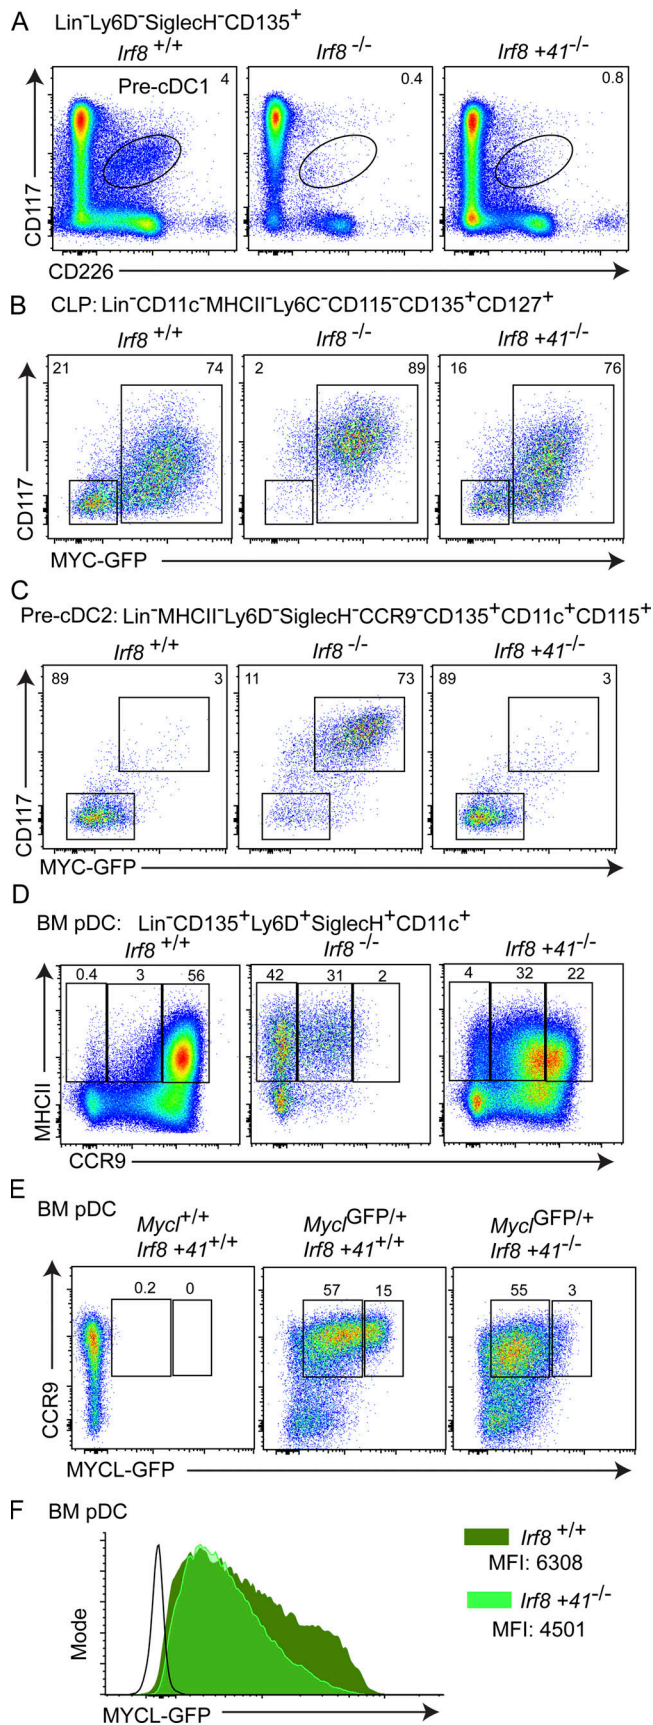 A
Lin⁻Ly6D⁻SiglecH⁻CD135⁺
Irf8 +/+
Irf8 -/-
Irf8 +41-/-
Pre-cDC1
4
0.4
0.8
CD117
CD226
B
CLP: Lin⁻CD11c⁻MHCII⁻Ly6C⁻CD115⁻CD135⁺CD127⁺
Irf8 +/+
Irf8 -/-
Irf8 +41-/-
21
74
2
89
16
76
CD117
MYC-GFP
C
Pre-cDC2: Lin⁻MHCII⁻Ly6D⁻SiglecH⁻CCR9⁻CD135⁺CD11c⁺CD115⁺
Irf8 +/+
Irf8 -/-
Irf8 +41-/-
89
3
11
73
89
3
CD117
MYC-GFP
D
BM pDC: Lin⁻CD135⁺Ly6D⁺SiglecH⁺CD11c⁺
Irf8 +/+
Irf8 -/-
Irf8 +41-/-
0.4
3
56
42
31
2
4
32
22
MHCII
CCR9
E
BM pDC
Mycl+/+
Irf8 +41+/+
MyclGFP/+
Irf8 +41+/+
MyclGFP/+
Irf8 +41-/-
0.2
0
57
15
55
3
CCR9
MYCL-GFP
F
BM pDC
Irf8 +/+
MFI: 6308
Irf8 +41-/-
MFI: 4501
Mode
MYCL-GFP